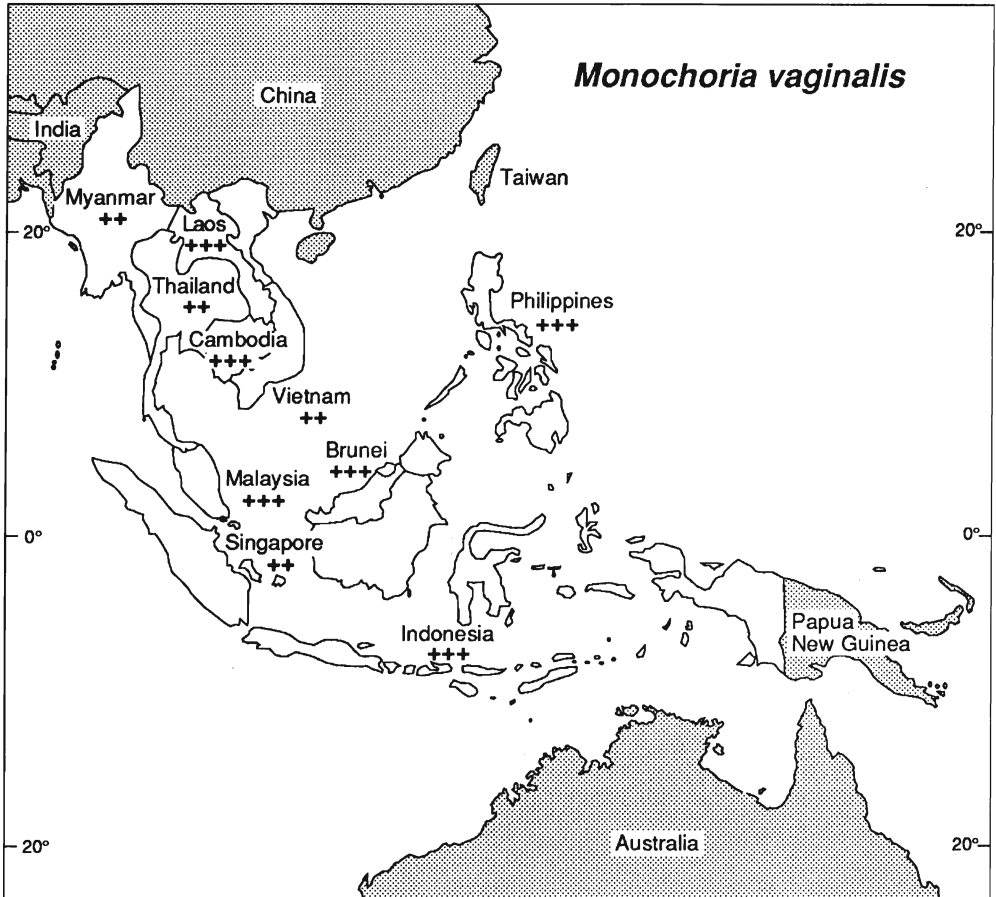 Monochoria vaginalis
China
India
Taiwan
Myanmar
++
Laos
+++
20°
20°
Thailand
++
Philippines
+++
Cambodia
+++
Vietnam
++
Brunei
+++
Malaysia
+++
0°
0°
Singapore
++
Indonesia
+++
Papua
New Guinea
Australia
20°
20°